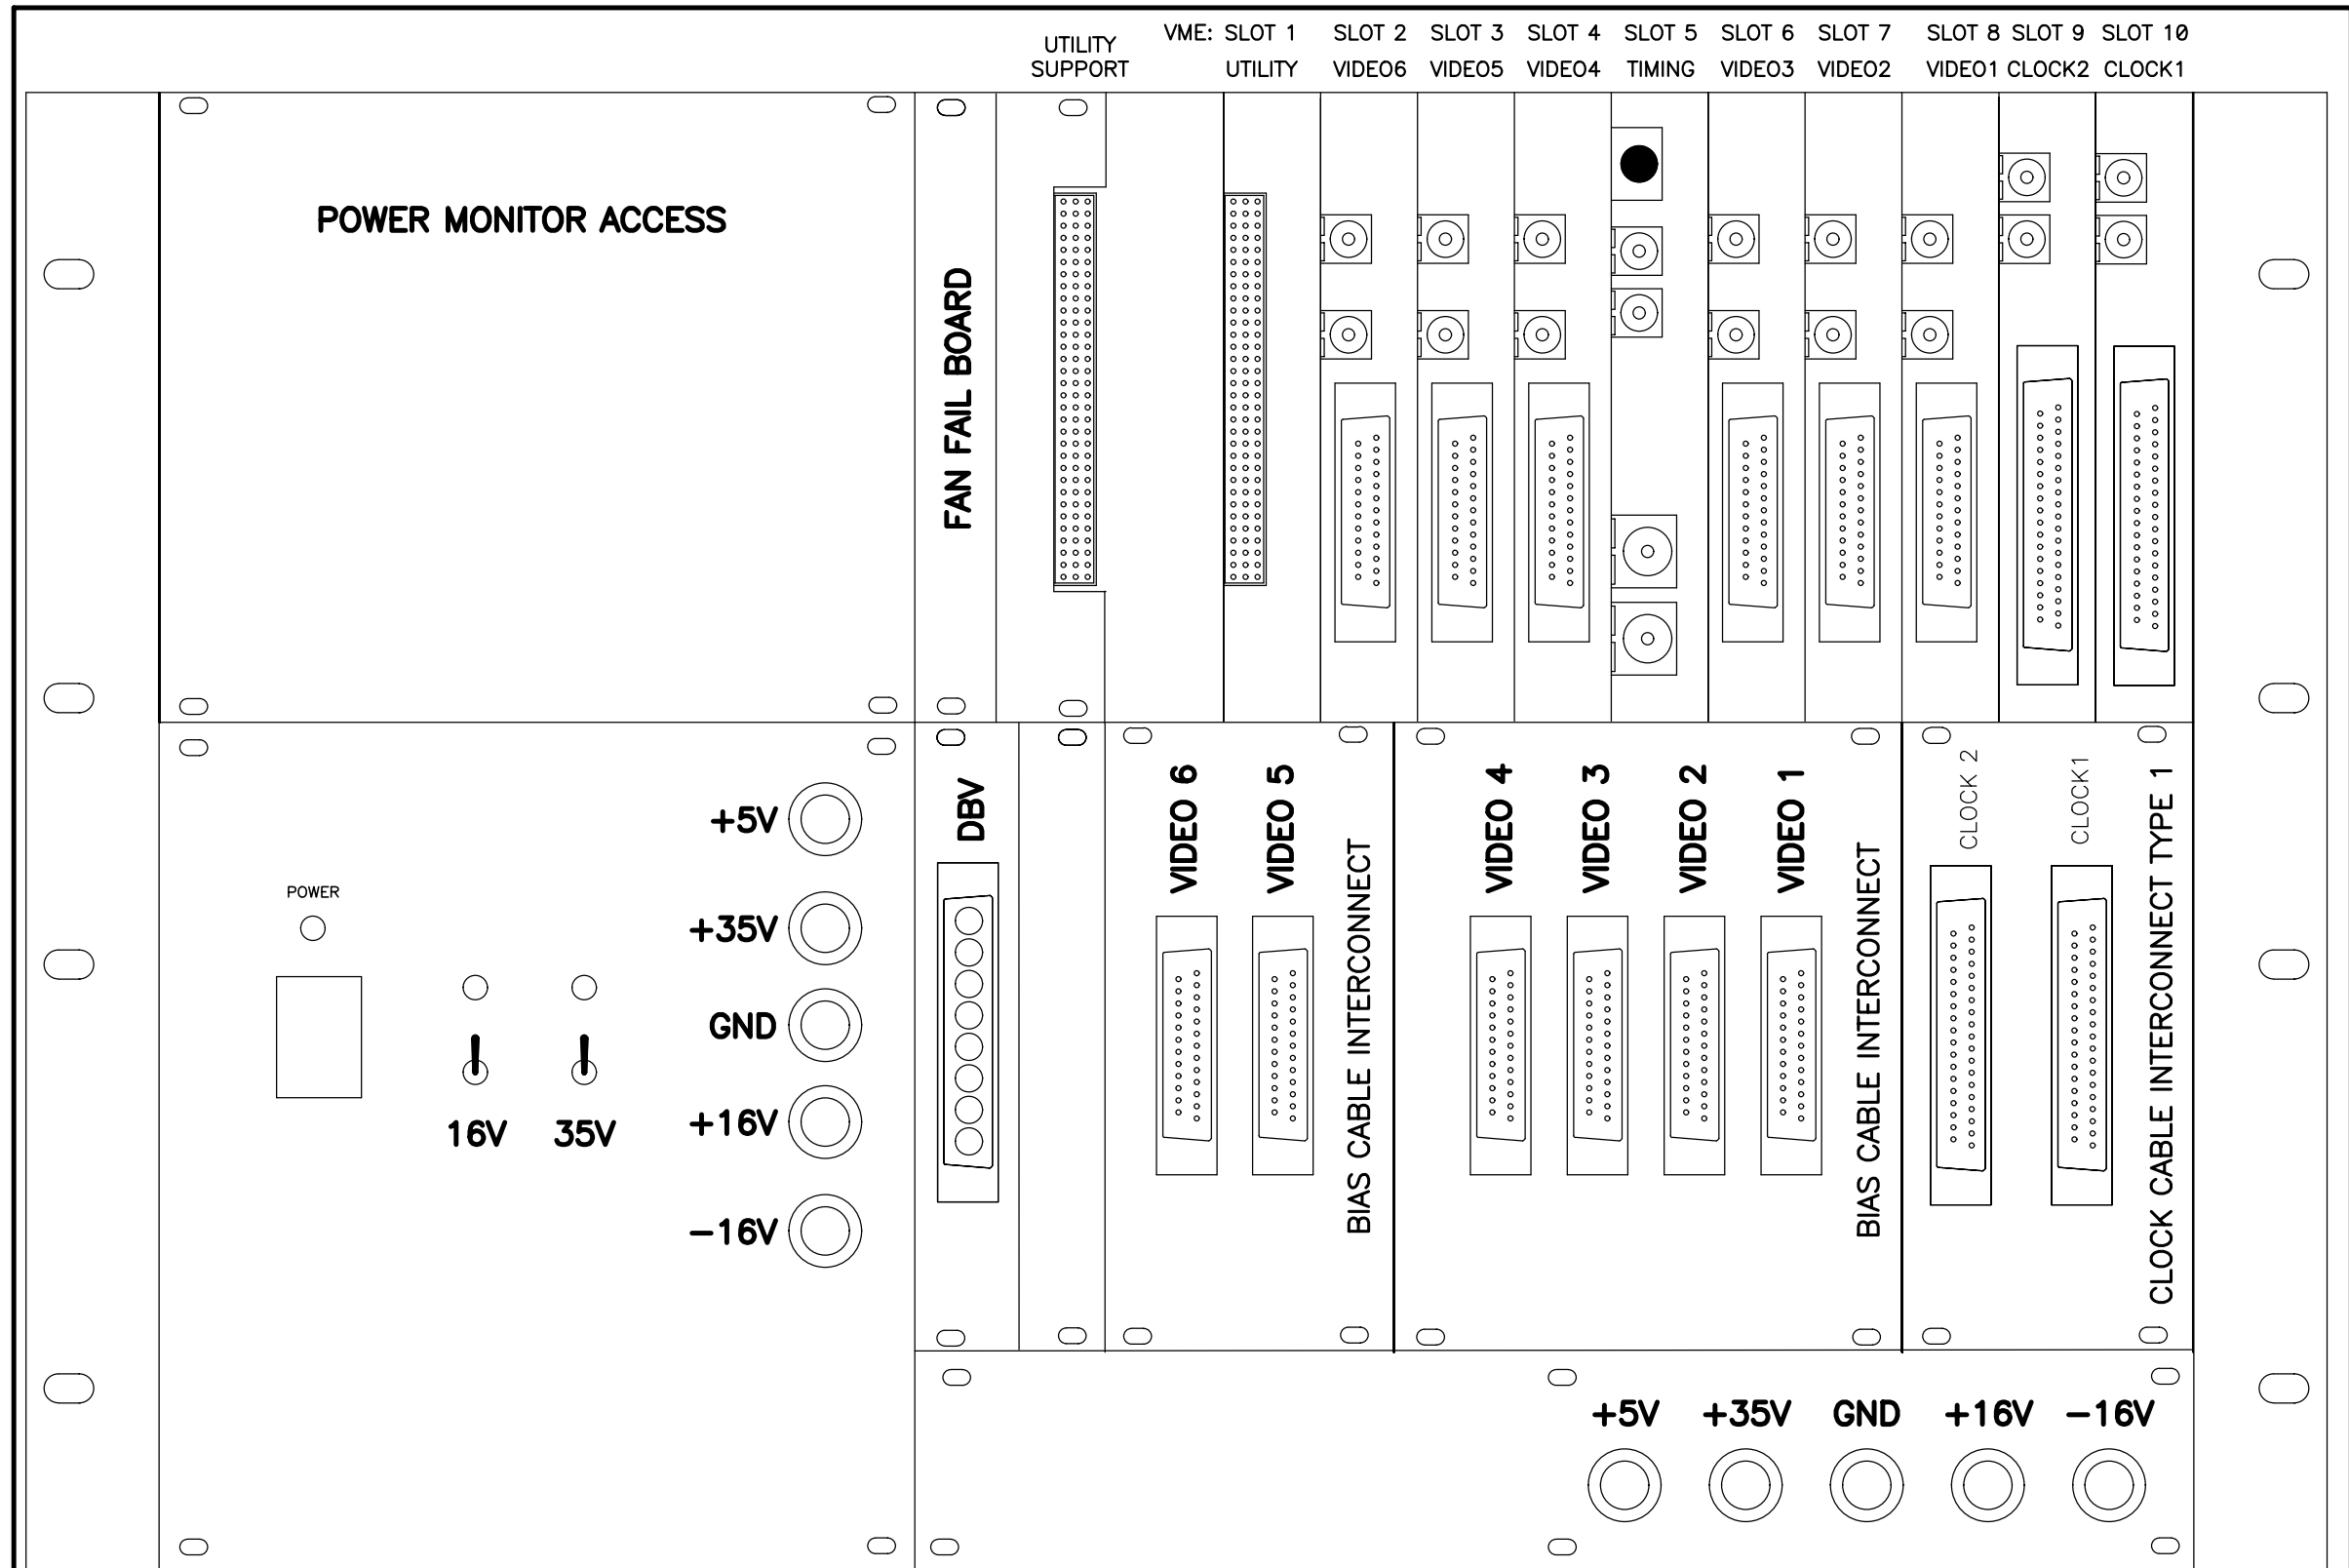 UTILITY
SUPPORT
VME: SLOT 1 SLOT 2 SLOT 3 SLOT 4 SLOT 5 SLOT 6 SLOT 7 SLOT 8 SLOT 9 SLOT 10
UTILITY VIDEO6 VIDEO5 VIDEO4 TIMING VIDEO3 VIDEO2 VIDEO1 CLOCK2 CLOCK1
POWER MONITOR ACCESS
FAN FAIL BOARD
+5V
+35V
GND
+16V
-16V
POWER
16V 35V
DBV
VIDEO 6
VIDEO 5
BIAS CABLE INTERCONNECT
VIDEO 4
VIDEO 3
VIDEO 2
VIDEO 1
BIAS CABLE INTERCONNECT
CLOCK 2
CLOCK1
CLOCK CABLE INTERCONNECT TYPE 1
+5V +35V GND +16V -16V